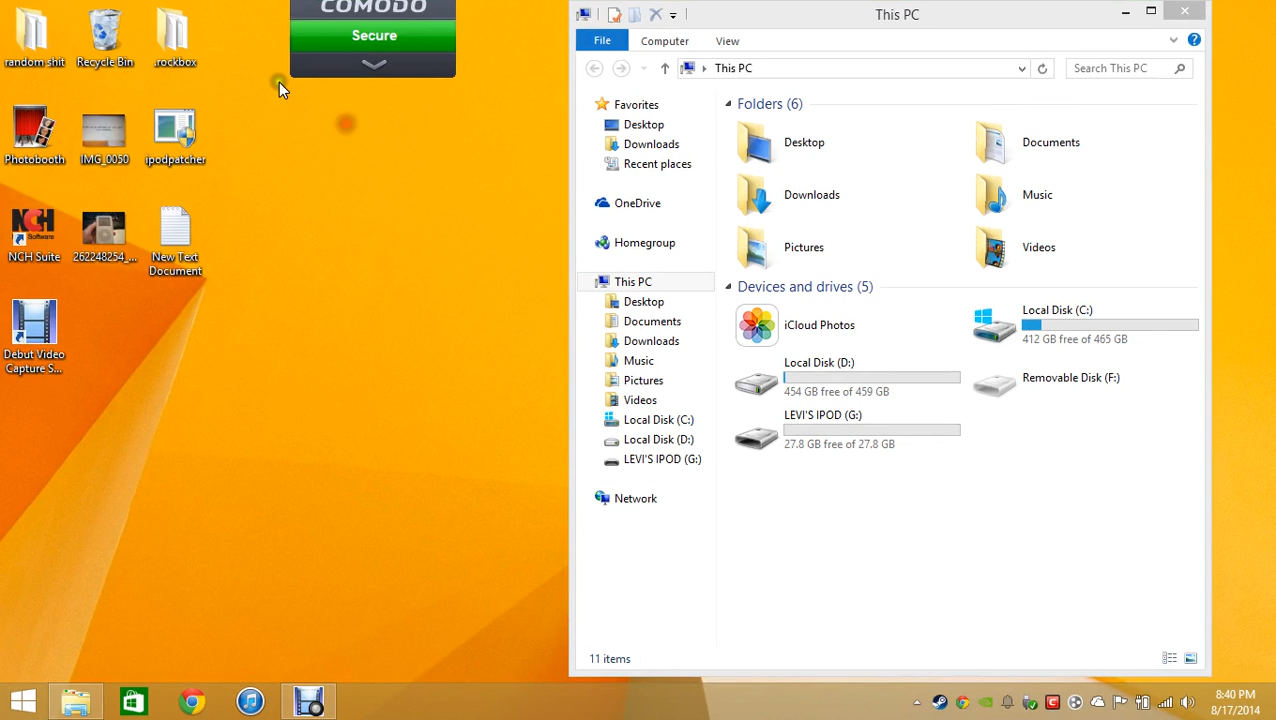 COMODO
Secure
random shit
Recycle Bin
.rockbox
Photobooth
IMG_0050
ipodpatcher
NCH Software
NCH Suite
262248254_...
New Text
Document
Debut Video
Capture S...
This PC
File
Computer
View
This PC
Search This PC
Favorites
Desktop
Downloads
Recent places
OneDrive
Homegroup
This PC
Desktop
Documents
Downloads
Music
Pictures
Videos
Local Disk (C:)
Local Disk (D:)
LEVI'S IPOD (G:)
Network
Folders (6)
Desktop
Documents
Downloads
Music
Pictures
Videos
Devices and drives (5)
iCloud Photos
Local Disk (C:)
412 GB free of 465 GB
Local Disk (D:)
454 GB free of 459 GB
Removable Disk (F:)
LEVI'S IPOD (G:)
27.8 GB free of 27.8 GB
11 items
8:40 PM
8/17/2014